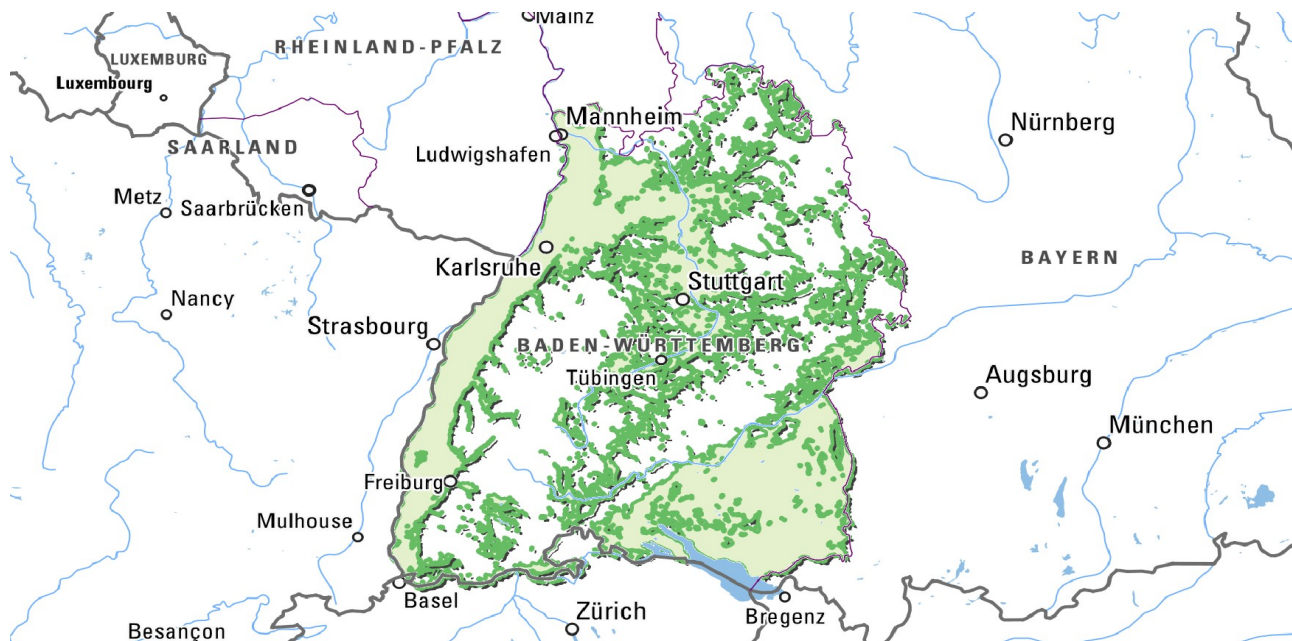 Mainz
RHEINLAND-PFALZ
LUXEMBURG
Luxembourg
Mannheim
Nürnberg
Ludwigshafen
SAARLAND
Metz
Saarbrücken
Karlsruhe
BAYERN
Stuttgart
Nancy
Strasbourg
BADEN-WÜRTTEMBERG
Tübingen
Augsburg
München
Freiburg
Mulhouse
Basel
Zürich
Bregenz
Besançon